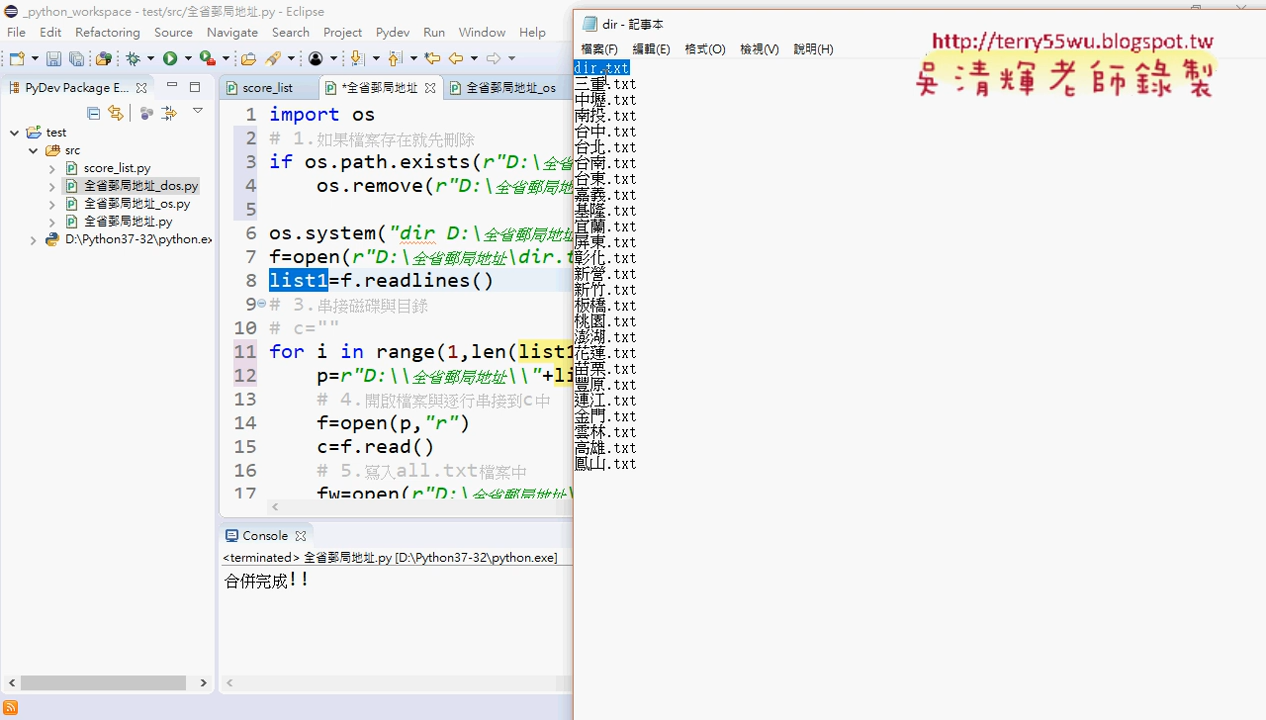 _python_workspace - test/src/全省郵局地址.py - Eclipse
File Edit Refactoring Source Navigate Search Project Pydev Run Window Help
PyDev Package E...
test
src
score_list.py
全省郵局地址_dos.py
全省郵局地址_os.py
全省郵局地址.py
D:\Python37-32\python.ex
score_list *全省郵局地址 全省郵局地址_os
1 import os
2 # 1.如果檔案存在就先刪除
3 if os.path.exists(r"D:\全省
4 os.remove(r"D:\全省郵局地
5
6 os.system("dir D:\全省郵局地址
7 f=open(r"D:\全省郵局地址\dir.t
8 list1=f.readlines()
9 # 3.串接磁碟與目錄
10 # c=""
11 for i in range(1,len(list1
12 p=r"D:\\全省郵局地址\\"+li
13 # 4.開啟檔案與逐行串接到c中
14 f=open(p,"r")
15 c=f.read()
16 # 5.寫入all.txt檔案中
17 fw=open(r"D:\全省郵局地址\
Console
<terminated> 全省郵局地址.py [D:\Python37-32\python.exe]
合併完成!!
dir - 記事本
檔案(F) 編輯(E) 格式(O) 檢視(V) 說明(H)
dir.txt
三重.txt
中壢.txt
南投.txt
台中.txt
台北.txt
台南.txt
台東.txt
嘉義.txt
基隆.txt
宜蘭.txt
屏東.txt
彰化.txt
新營.txt
新竹.txt
板橋.txt
桃園.txt
澎湖.txt
花蓮.txt
苗栗.txt
豐原.txt
連江.txt
金門.txt
雲林.txt
高雄.txt
鳳山.txt
http://terry55wu.blogspot.tw
吳清輝老師錄製